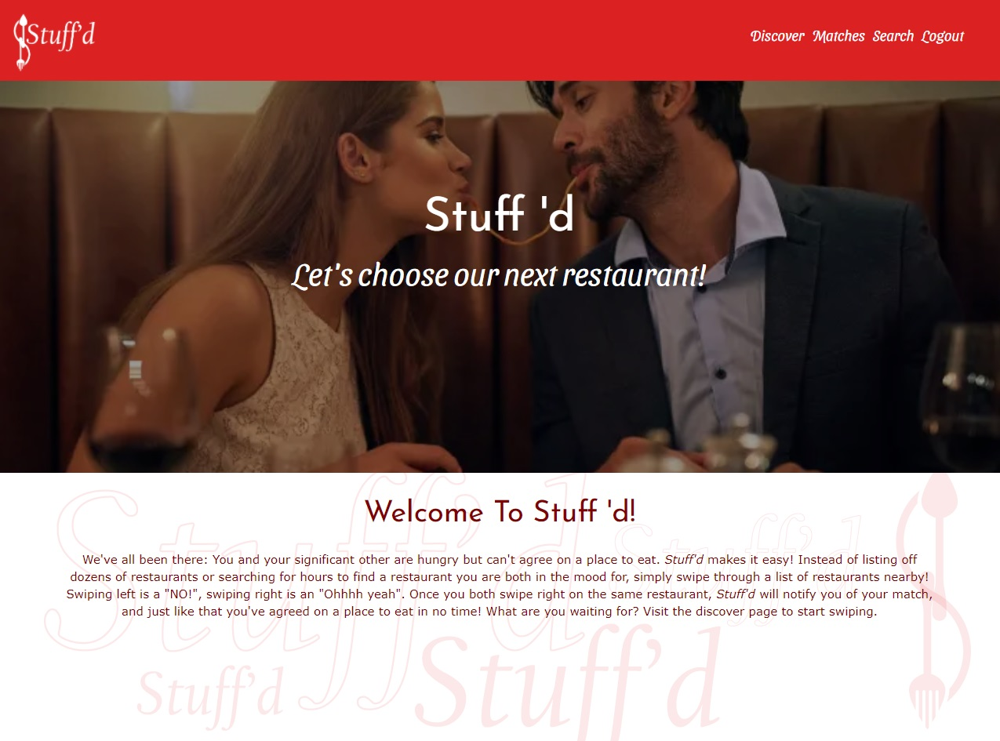 Stuff'd
Discover Matches Search Logout
Stuff 'd
Let's choose our next restaurant!
Welcome To Stuff 'd!
We've all been there: You and your significant other are hungry but can't agree on a place to eat. Stuff'd makes it easy! Instead of listing off
dozens of restaurants or searching for hours to find a restaurant you are both in the mood for, simply swipe through a list of restaurants nearby!
Swiping left is a "NO!", swiping right is an "Ohhhh yeah". Once you both swipe right on the same restaurant, Stuff'd will notify you of your match,
and just like that you've agreed on a place to eat in no time! What are you waiting for? Visit the discover page to start swiping.
Stuff'd
Stuff'd
Stuff'd
Stuff'd